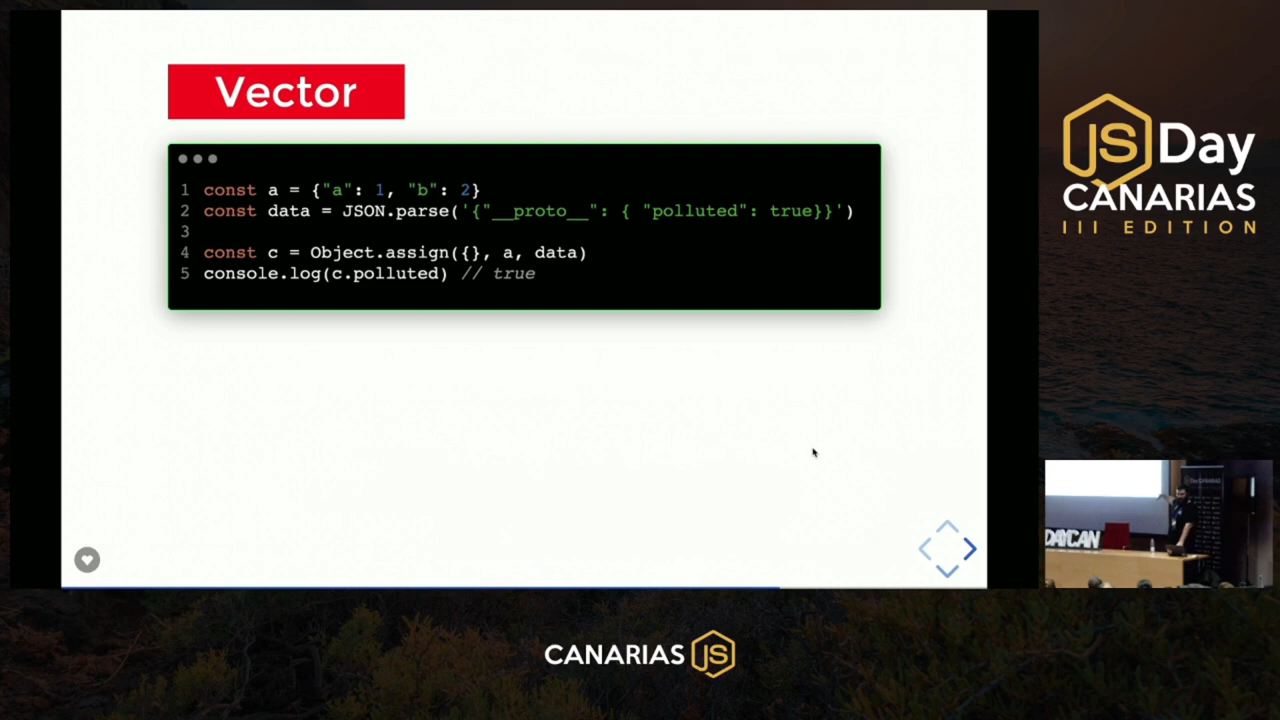 Vector
1 const a = {"a": 1, "b": 2}
2 const data = JSON.parse('{"__proto__": { "polluted": true}}')
3
4 const c = Object.assign({}, a, data)
5 console.log(c.polluted) // true
JS Day
CANARIAS
III EDITION
DAYCAN
CANARIAS JS